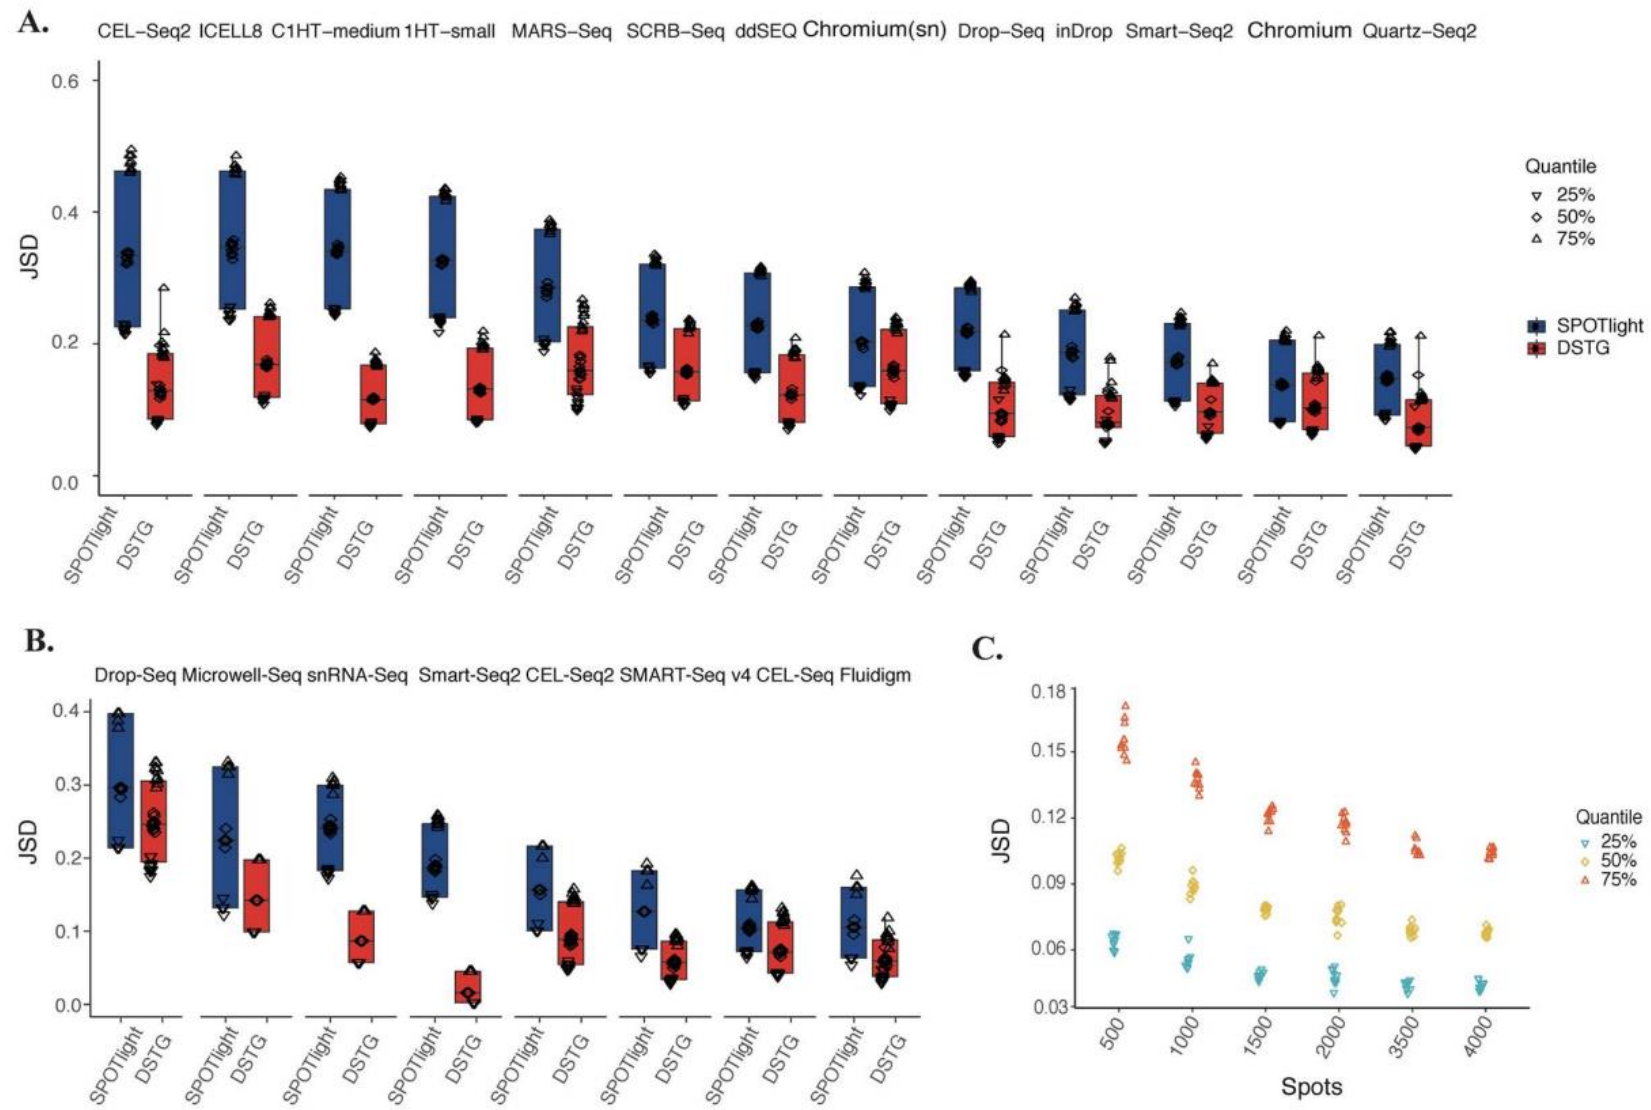 A.
CEL–Seq2 ICELL8 C1HT–medium 1HT–small MARS–Seq SCRB–Seq ddSEQ Chromium(sn) Drop–Seq inDrop Smart–Seq2 Chromium Quartz–Seq2
0.6
0.4
0.2
0.0
JSD
SPOTlight DSTG SPOTlight DSTG SPOTlight DSTG SPOTlight DSTG SPOTlight DSTG SPOTlight DSTG SPOTlight DSTG SPOTlight DSTG SPOTlight DSTG SPOTlight DSTG SPOTlight DSTG SPOTlight DSTG SPOTlight DSTG
Quantile
25%
50%
75%
SPOTlight
DSTG
B.
Drop-Seq Microwell-Seq snRNA-Seq Smart-Seq2 CEL-Seq2 SMART-Seq v4 CEL-Seq Fluidigm
0.4
0.3
0.2
0.1
0.0
JSD
SPOTlight DSTG SPOTlight DSTG SPOTlight DSTG SPOTlight DSTG SPOTlight DSTG SPOTlight DSTG SPOTlight DSTG SPOTlight DSTG
C.
0.18
0.15
0.12
0.09
0.06
0.03
JSD
500 1000 1500 2000 3500 4000
Spots
Quantile
25%
50%
75%